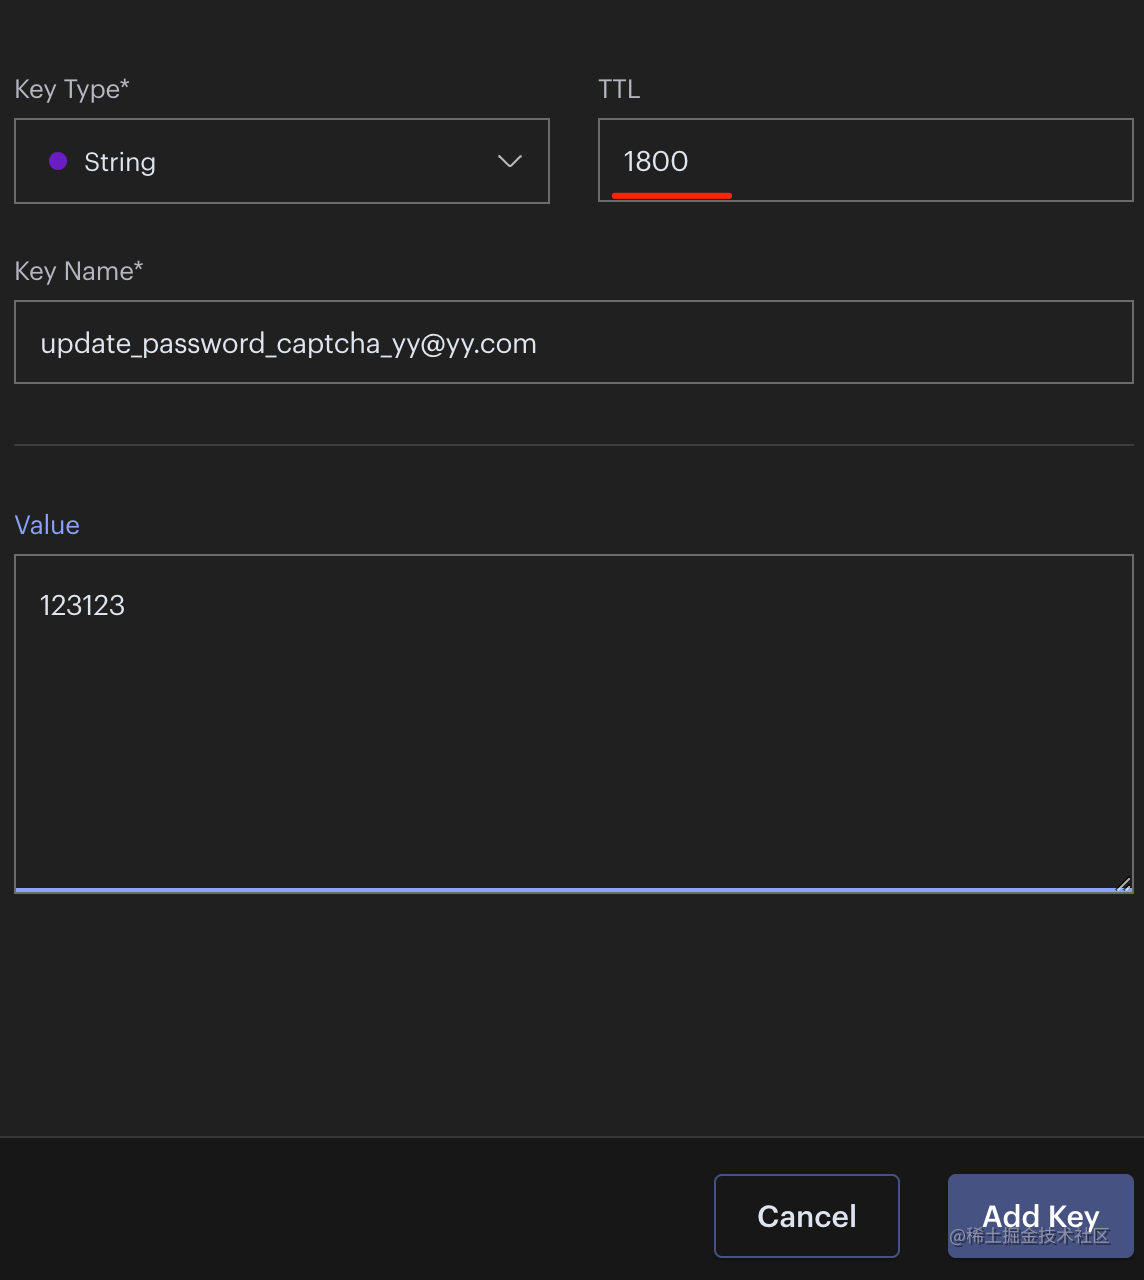 Key Type*
TTL
String
1800
Key Name*
update_password_captcha_yy@yy.com
Value
123123
Cancel
Add Key
@稀土掘金技术社区